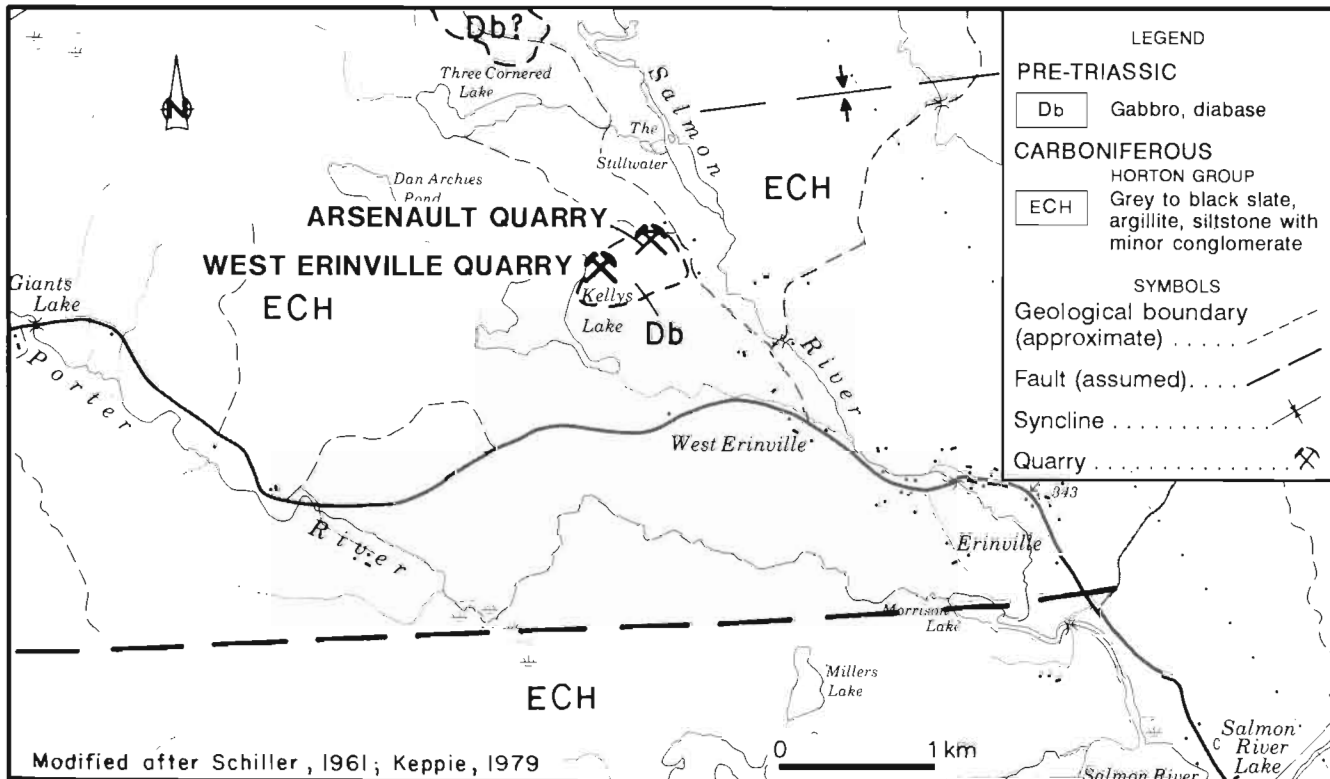 Db?
Three Cornered
Lake
The
Stillwater
Salmon
River
Dan Archies
Pond
ECH
ARSENAULT QUARRY
WEST ERINVILLE QUARRY
ECH
Kellys
Lake
Db
Giants
Lake
Porter
River
West Erinville
343
Erinville
Morrison
Lake
Millers
Lake
ECH
Salmon
River
Lake
Salmon River
0 1km
Modified after Schiller, 1961; Keppie, 1979
N
LEGEND
PRE-TRIASSIC
Db Gabbro, diabase
CARBONIFEROUS
HORTON GROUP
ECH Grey to black slate,
argillite, siltstone with
minor conglomerate
SYMBOLS
Geological boundary
(approximate) .....
Fault (assumed)....
Syncline ............
Quarry ..............